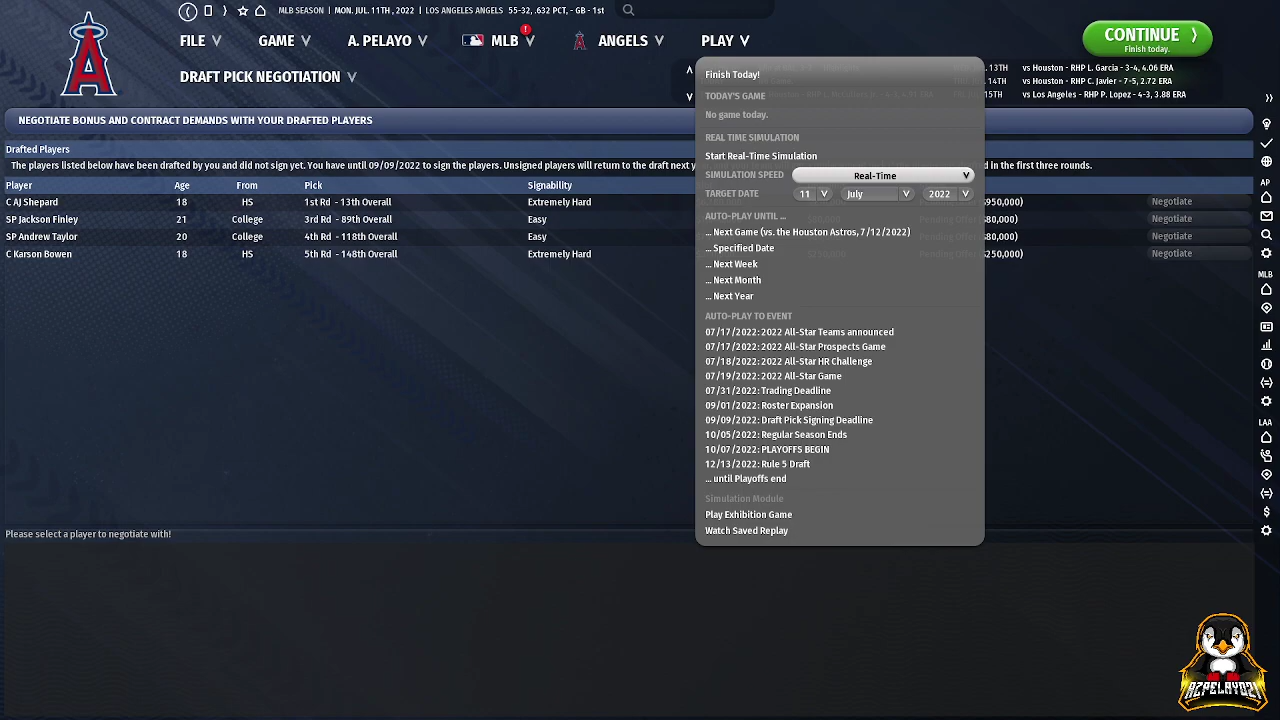 MLB SEASON | MON. JUL. 11TH, 2022 | LOS ANGELES ANGELS 55-32, .632 PCT, - GB - 1st
FILE GAME A. PELAYO MLB ! ANGELS PLAY
CONTINUE
Finish today.
DRAFT PICK NEGOTIATION
13TH vs Houston - RHP L. Garcia - 3-4, 4.06 ERA
14TH vs Houston - RHP C. Javier - 7-5, 2.72 ERA
15TH vs Los Angeles - RHP P. Lopez - 4-3, 3.88 ERA
NEGOTIATE BONUS AND CONTRACT DEMANDS WITH YOUR DRAFTED PLAYERS
Drafted Players
The players listed below have been drafted by you and did not sign yet. You have until 09/09/2022 to sign the players. Unsigned players will return to the draft next y
d in the first three rounds.
Player Age From Pick Signability
C AJ Shepard 18 HS 1st Rd - 13th Overall Extremely Hard $950,000) Negotiate
SP Jackson Finley 21 College 3rd Rd - 89th Overall Easy $80,000 Pending Offer ($80,000) Negotiate
SP Andrew Taylor 20 College 4th Rd - 118th Overall Easy Pending Offer ($80,000) Negotiate
C Karson Bowen 18 HS 5th Rd - 148th Overall Extremely Hard $250,000 Pending Offer ($250,000) Negotiate
Please select a player to negotiate with!
Finish Today!
TODAY'S GAME
No game today.
REAL TIME SIMULATION
Start Real-Time Simulation
SIMULATION SPEED Real-Time
TARGET DATE 11 July 2022
AUTO-PLAY UNTIL ...
... Next Game (vs. the Houston Astros, 7/12/2022)
... Specified Date
... Next Week
... Next Month
... Next Year
AUTO-PLAY TO EVENT
07/17/2022: 2022 All-Star Teams announced
07/17/2022: 2022 All-Star Prospects Game
07/18/2022: 2022 All-Star HR Challenge
07/19/2022: 2022 All-Star Game
07/31/2022: Trading Deadline
09/01/2022: Roster Expansion
09/09/2022: Draft Pick Signing Deadline
10/05/2022: Regular Season Ends
10/07/2022: PLAYOFFS BEGIN
12/13/2022: Rule 5 Draft
... until Playoffs end
Simulation Module
Play Exhibition Game
Watch Saved Replay
AP
MLB
LAA
AZPELAYO21